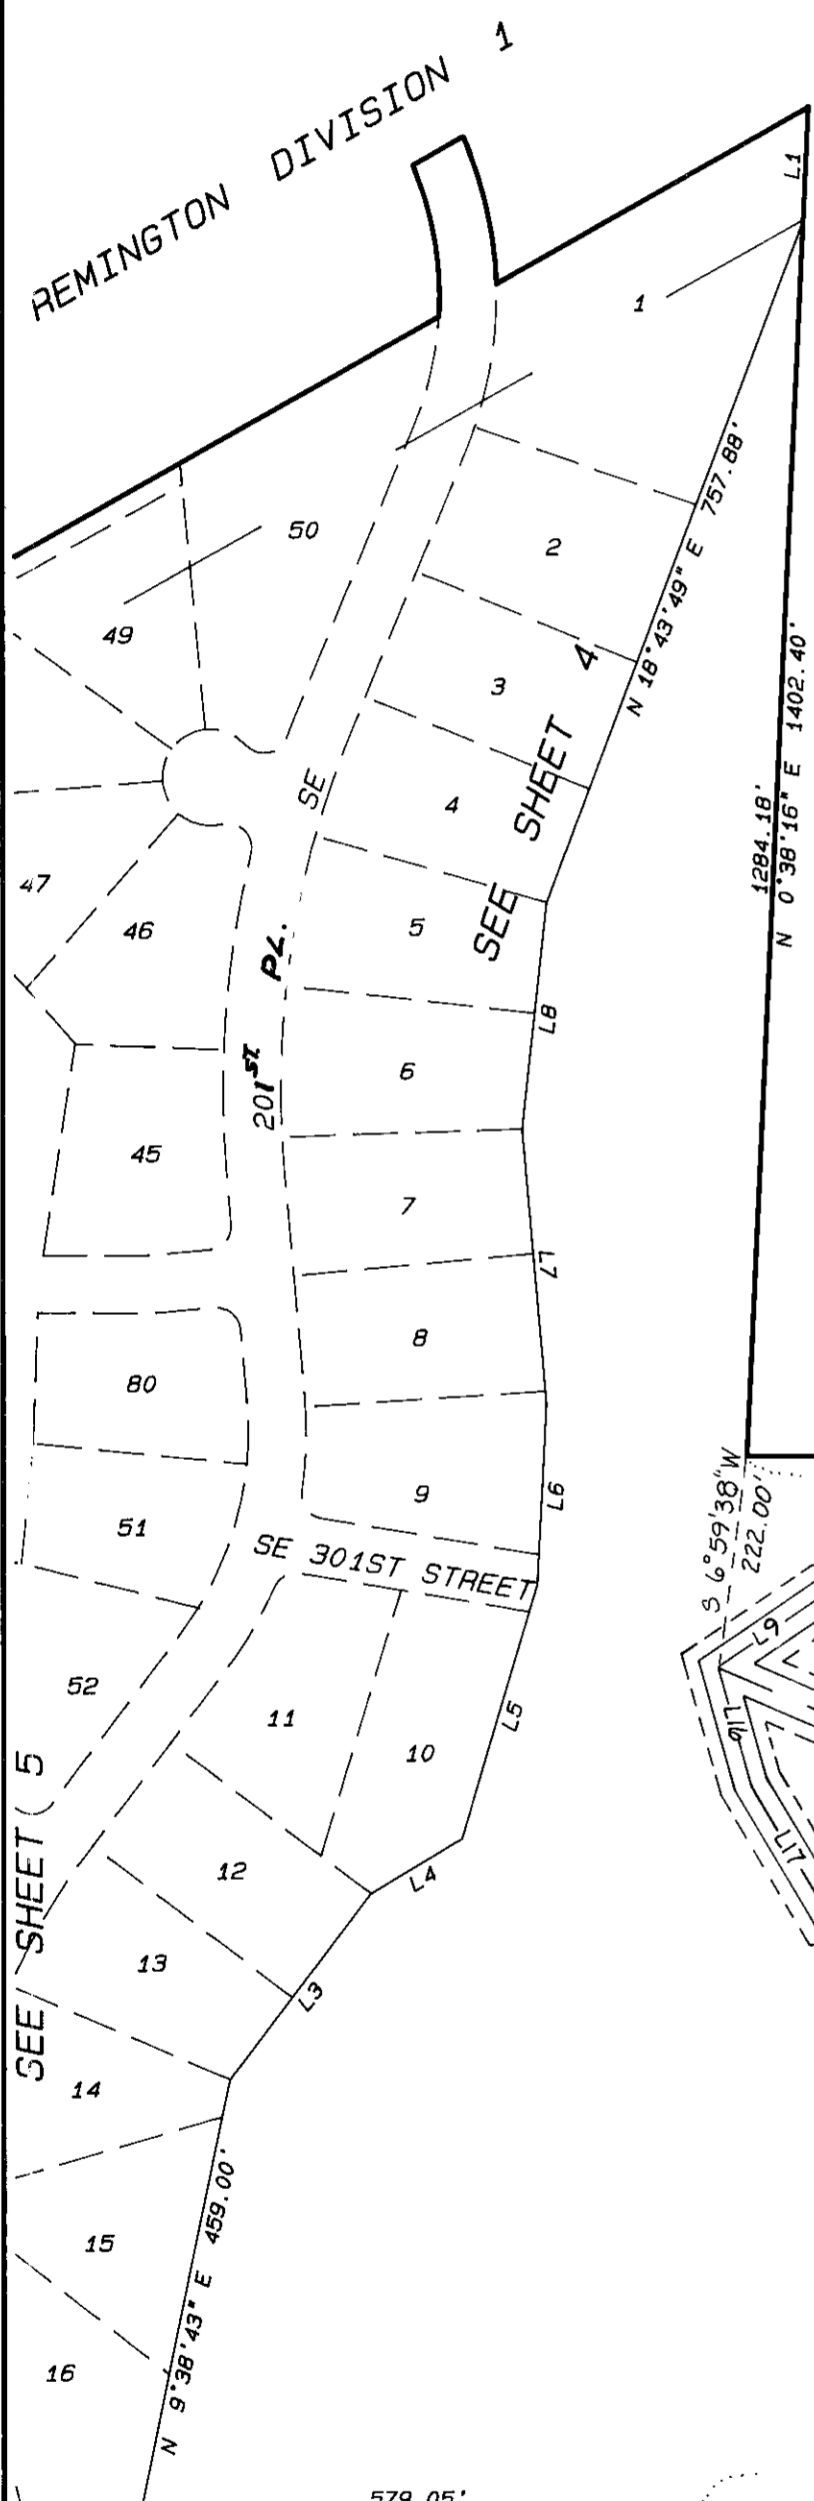 REMINGTON DIVISION 1
L1
1
50
2
N 18°43'49" E 757.88'
49
3
SEE SHEET 4
SE 201ST. PL.
4
1284.18'
N 0°38'16" E 1402.40'
47
46
5
L8
6
45
7
L7
8
80
9
L6
S 6°59'38"W
222.00'
51
SE 301ST STREET
L9
52
11
L5
L16
10
SEE SHEET 5
L17
12
L4
13
L3
14
15
N 9°38'43" E 459.00'
16
579.05'